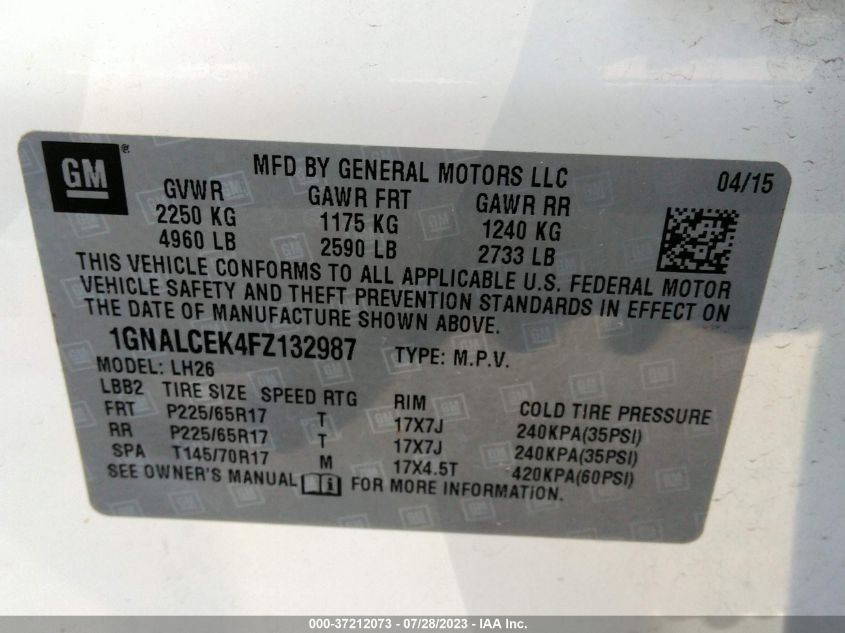 GM ®
MFD BY GENERAL MOTORS LLC 04/15
GVWR GAWR FRT GAWR RR
2250 KG 1175 KG 1240 KG
4960 LB 2590 LB 2733 LB
THIS VEHICLE CONFORMS TO ALL APPLICABLE U.S. FEDERAL MOTOR
VEHICLE SAFETY AND THEFT PREVENTION STANDARDS IN EFFECT ON
THE DATE OF MANUFACTURE SHOWN ABOVE.
1GNALCEK4FZ132987 TYPE: M.P.V.
MODEL: LH26
LBB2 TIRE SIZE SPEED RTG RIM COLD TIRE PRESSURE
FRT P225/65R17 T 17X7J 240KPA(35PSI)
RR P225/65R17 T 17X7J 240KPA(35PSI)
SPA T145/70R17 M 17X4.5T 420KPA(60PSI)
SEE OWNER'S MANUAL i FOR MORE INFORMATION.
000-37212073 - 07/28/2023 - IAA Inc.